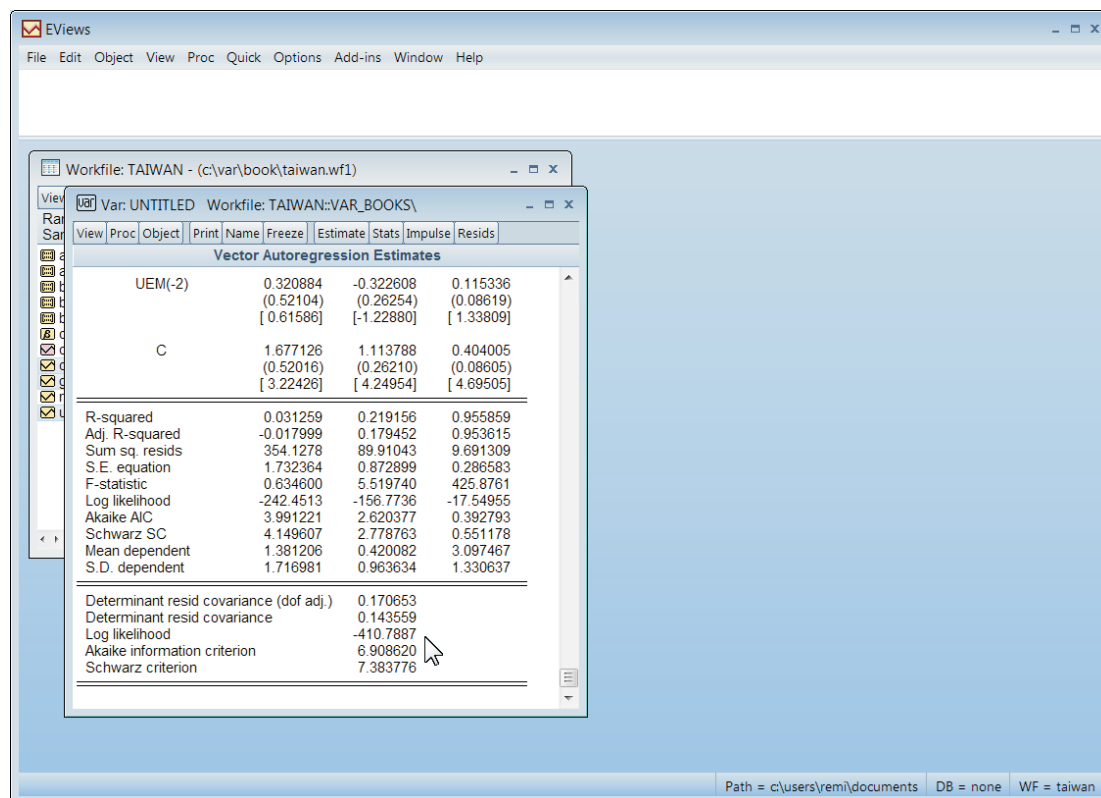 EViews
File Edit Object View Proc Quick Options Add-ins Window Help
Workfile: TAIWAN - (c:\var\book\taiwan.wf1)
View
Var: UNTITLED Workfile: TAIWAN::VAR_BOOKS\
View Proc Object Print Name Freeze Estimate Stats Impulse Resids
Vector Autoregression Estimates
UEM(-2) 0.320884 -0.322608 0.115336
(0.52104) (0.26254) (0.08619)
[ 0.61586] [-1.22880] [ 1.33809]
C 1.677126 1.113788 0.404005
(0.52016) (0.26210) (0.08605)
[ 3.22426] [ 4.24954] [ 4.69505]
R-squared 0.031259 0.219156 0.955859
Adj. R-squared -0.017999 0.179452 0.953615
Sum sq. resids 354.1278 89.91043 9.691309
S.E. equation 1.732364 0.872899 0.286583
F-statistic 0.634600 5.519740 425.8761
Log likelihood -242.4513 -156.7736 -17.54955
Akaike AIC 3.991221 2.620377 0.392793
Schwarz SC 4.149607 2.778763 0.551178
Mean dependent 1.381206 0.420082 3.097467
S.D. dependent 1.716981 0.963634 1.330637
Determinant resid covariance (dof adj.) 0.170653
Determinant resid covariance 0.143559
Log likelihood -410.7887
Akaike information criterion 6.908620
Schwarz criterion 7.383776
Path = c:\users\remi\documents DB = none WF = taiwan